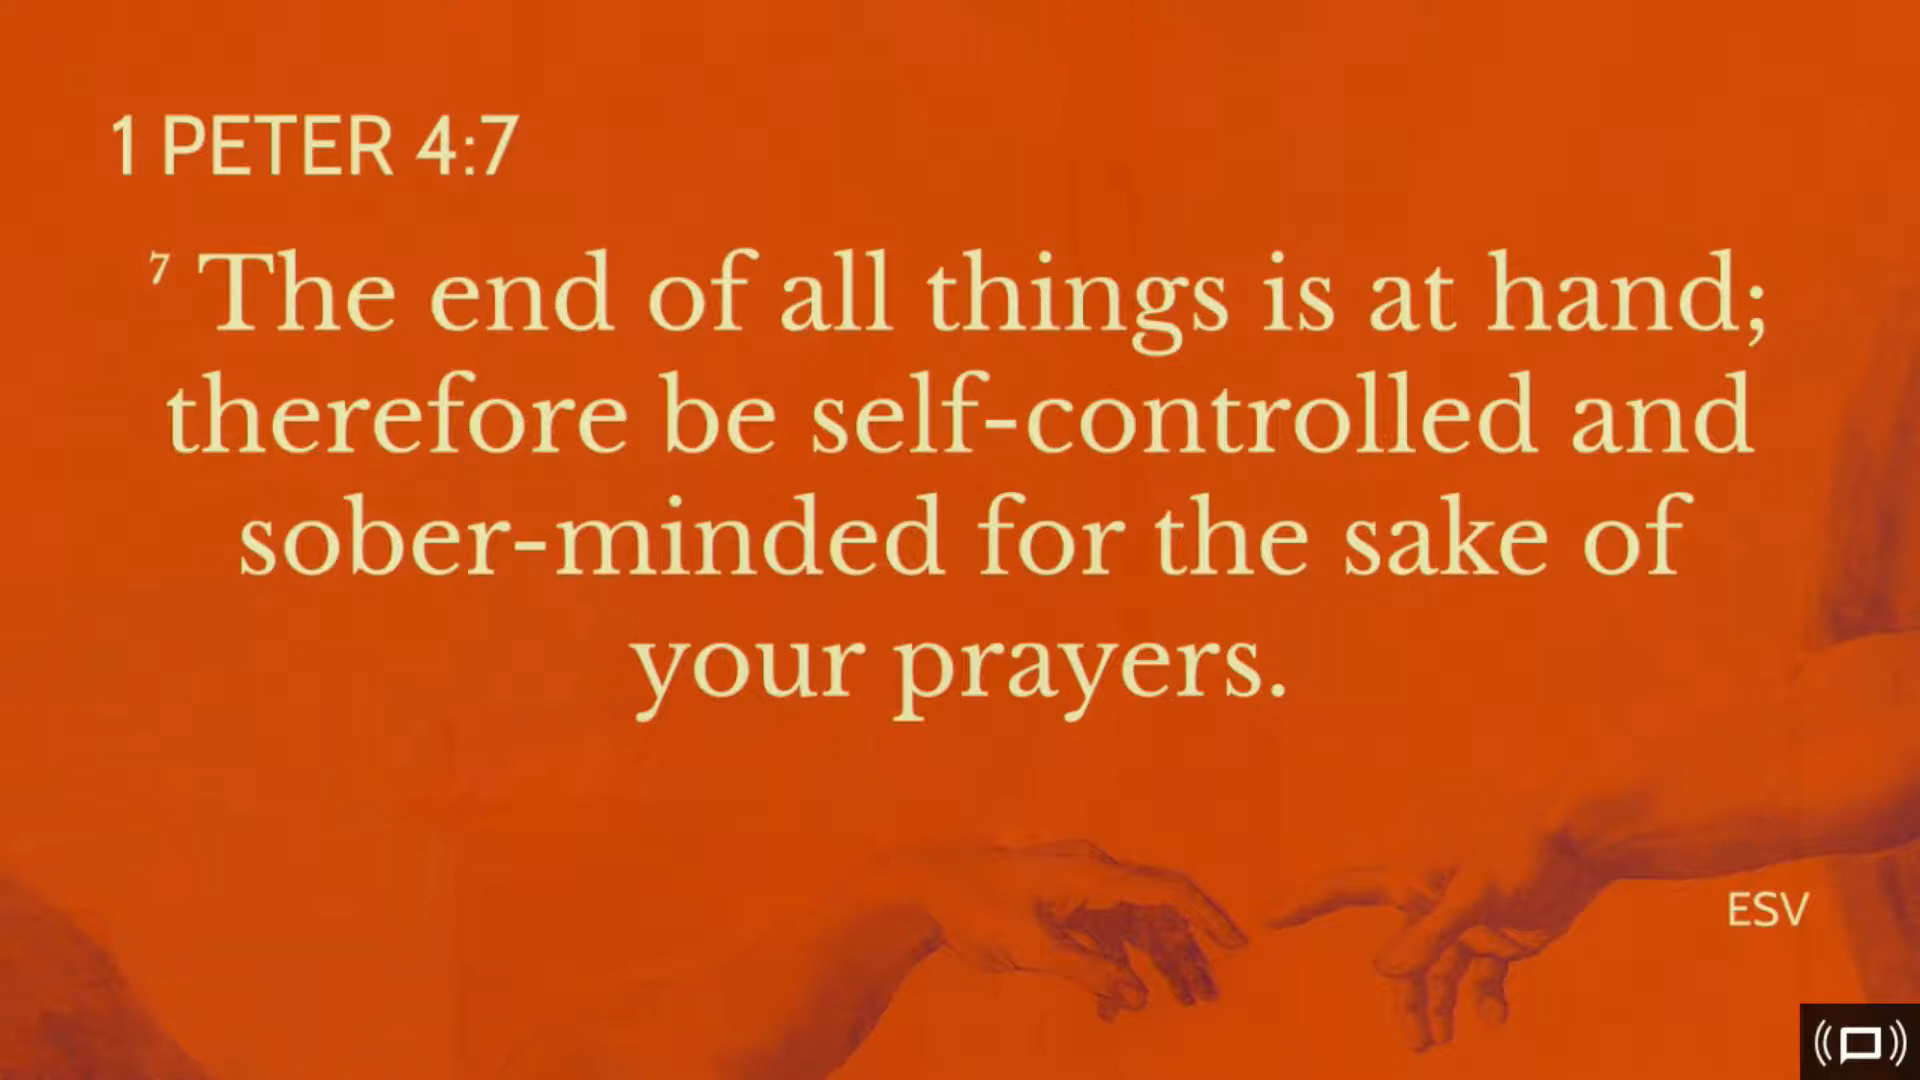 1 PETER 4:7
7 The end of all things is at hand;
therefore be self-controlled and
sober-minded for the sake of
your prayers.
ESV